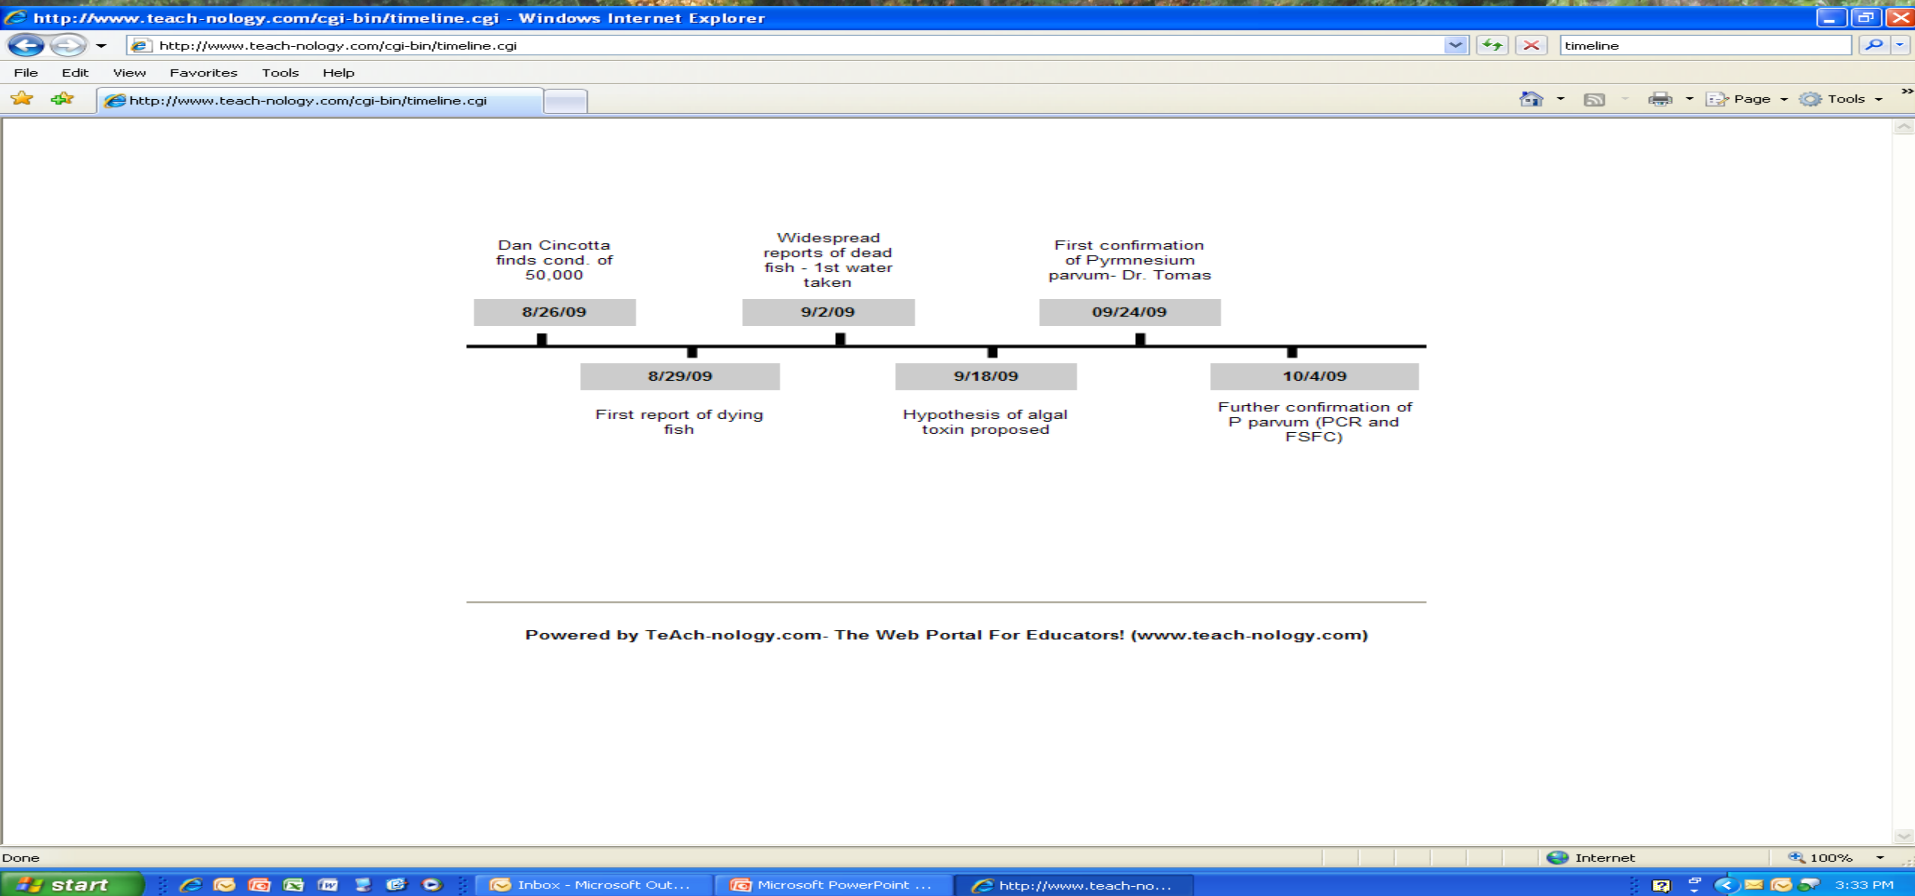 http://www.teach-nology.com/cgi-bin/timeline.cgi - Windows Internet Explorer
http://www.teach-nology.com/cgi-bin/timeline.cgi
timeline
File Edit View Favorites Tools Help
http://www.teach-nology.com/cgi-bin/timeline.cgi
Page Tools
Dan Cincotta
finds cond. of
50,000
8/26/09
Widespread
reports of dead
fish - 1st water
taken
9/2/09
First confirmation
of Pyrmnesium
parvum- Dr. Tomas
09/24/09
8/29/09
First report of dying
fish
9/18/09
Hypothesis of algal
toxin proposed
10/4/09
Further confirmation of
P parvum (PCR and
FSFC)
Powered by TeAch-nology.com- The Web Portal For Educators! (www.teach-nology.com)
Done
Internet
100%
start
Inbox - Microsoft Out...
Microsoft PowerPoint ...
http://www.teach-no...
3:33 PM